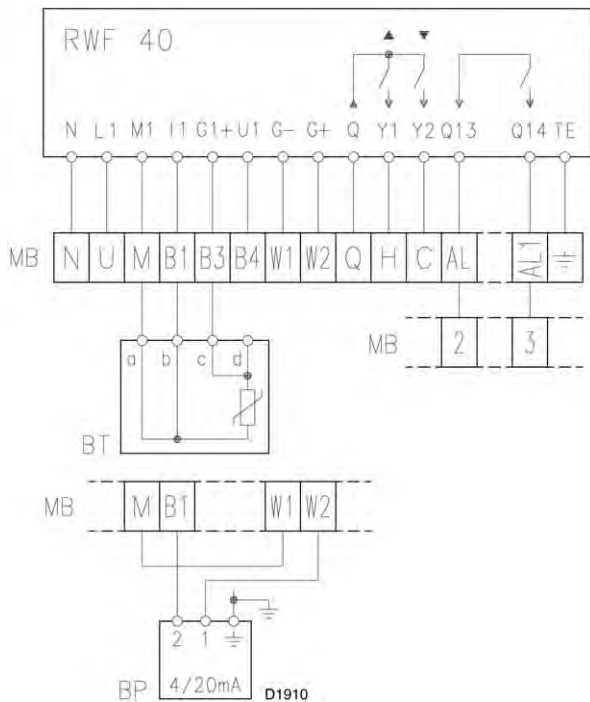 RWF 40
N L1 M1 I1 G1+ U1 G- G+ Q Y1 Y2 Q13 Q14 TE
MB N U M B1 B3 B4 W1 W2 Q H C AL AL1
MB 2 3
a b c d
BT
MB M B1 W1 W2
2 1
BP 4/20mA D1910